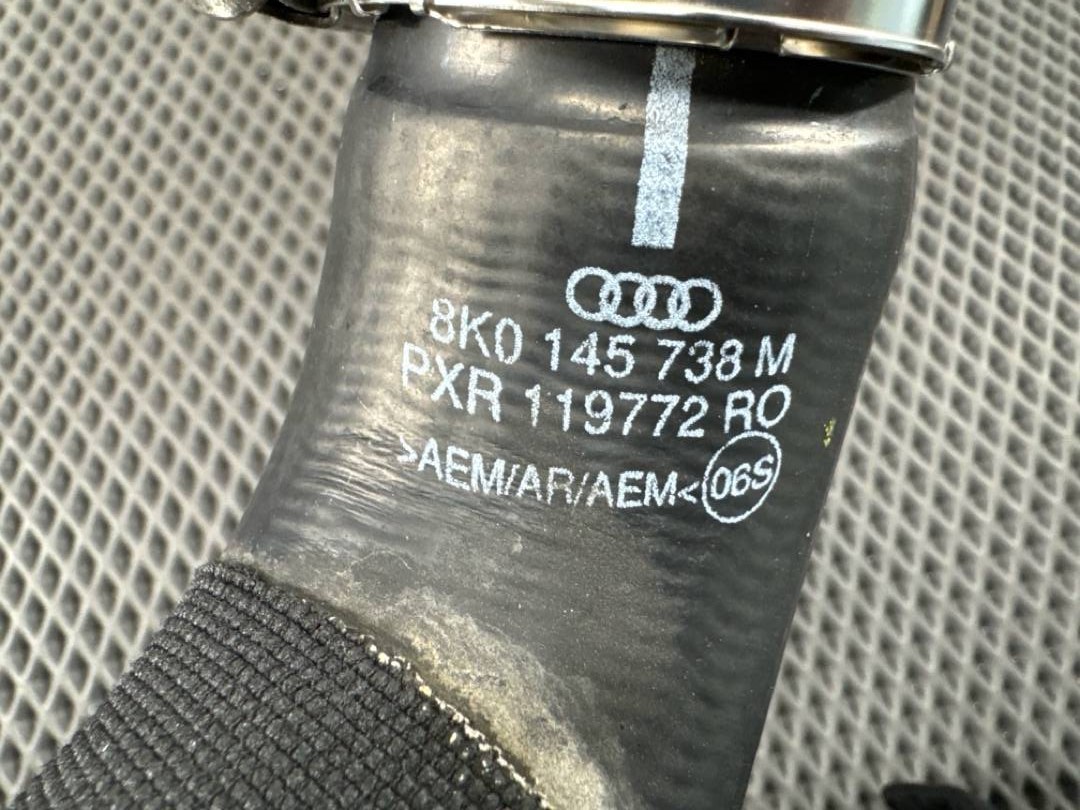 8K0 145 738 M
PXR 119772 RO
>AEM/AR/AEM< 06S